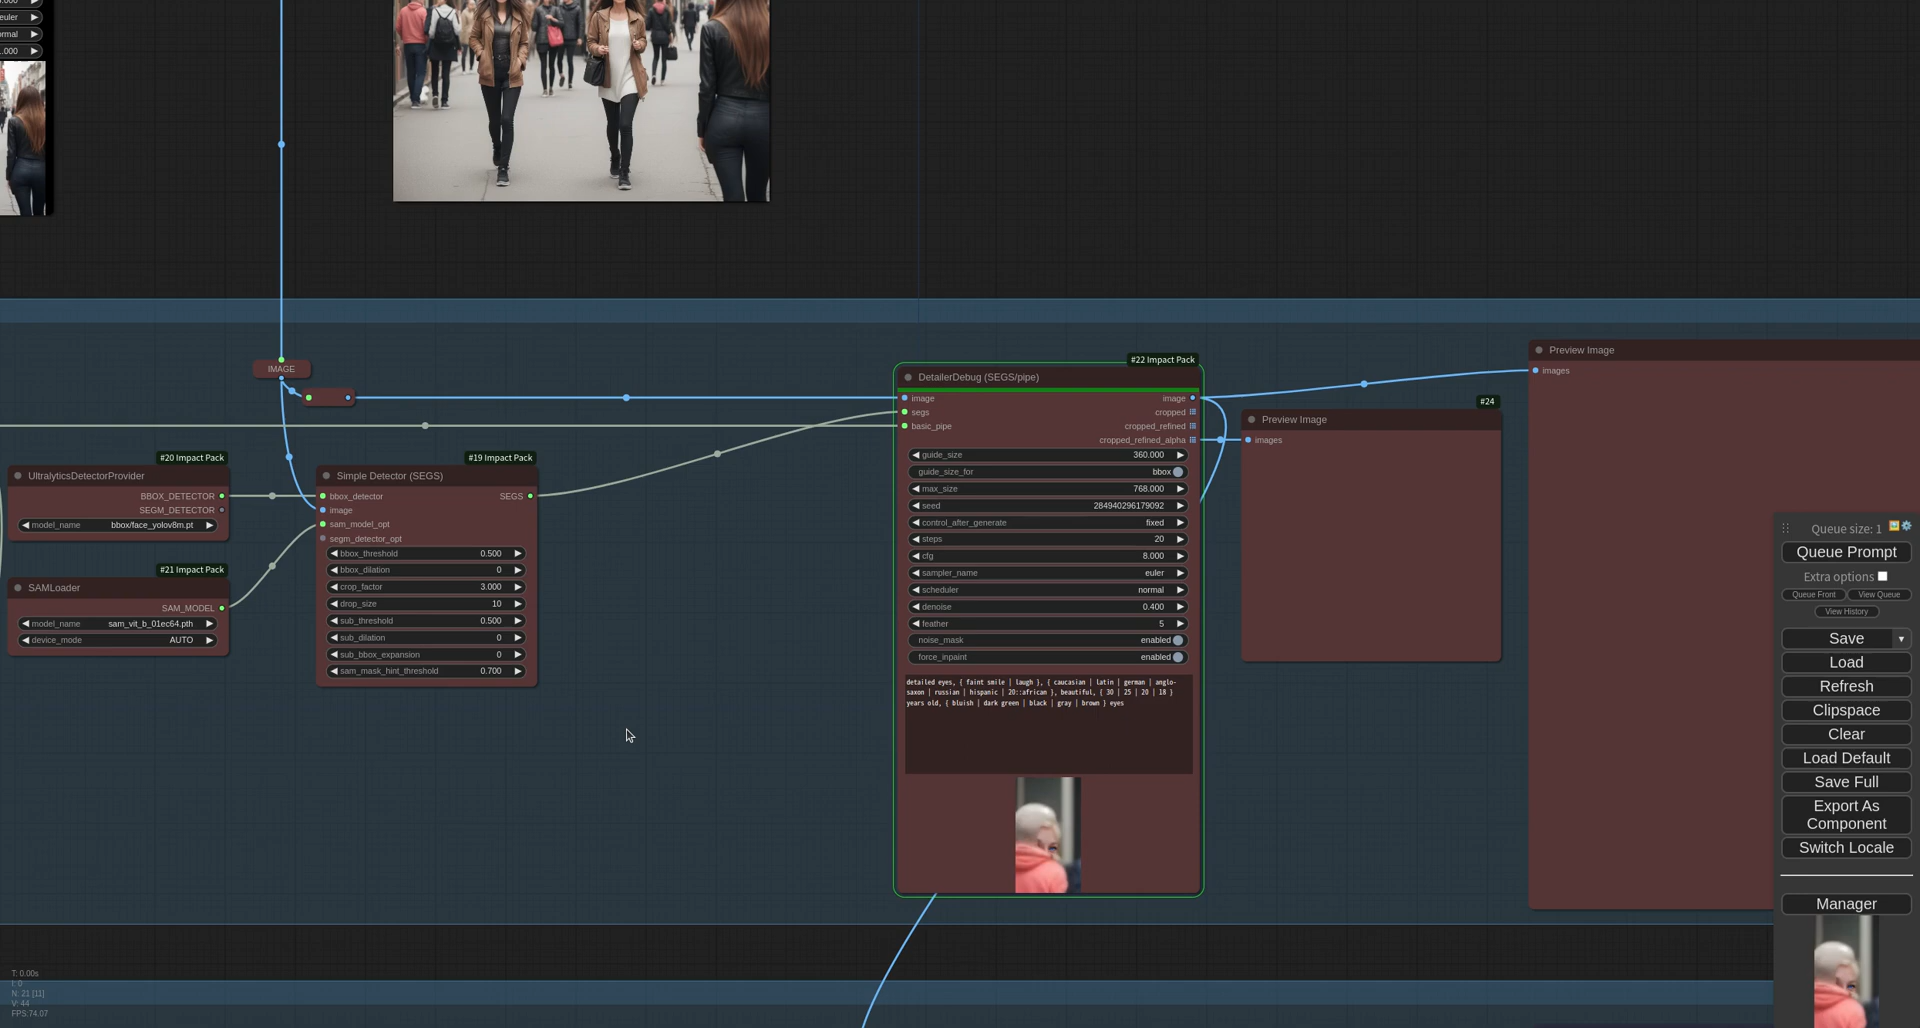 euler
.000
IMAGE
#22 Impact Pack
DetailerDebug (SEGS/pipe)
image
image
segs
cropped
basic_pipe
cropped_refined
cropped_refined_alpha
guide_size 360.000
guide_size_for bbox
max_size 768.000
seed 284940296179092
control_after_generate fixed
steps 20
cfg 8.000
sampler_name euler
scheduler normal
denoise 0.400
feather 5
noise_mask enabled
force_inpaint enabled
detailed eyes, { faint smile | laugh }, { caucasian | latin | german | anglo-
saxon | russian | hispanic | 20::african }, beautiful, { 30 | 25 | 20 | 18 }
years old, { bluish | dark green | black | gray | brown } eyes
#20 Impact Pack
UltralyticsDetectorProvider
BBOX_DETECTOR
SEGM_DETECTOR
model_name bbox/face_yolov8m.pt
#21 Impact Pack
SAMLoader
SAM_MODEL
model_name sam_vit_b_01ec64.pth
device_mode AUTO
#19 Impact Pack
Simple Detector (SEGS)
bbox_detector SEGS
image
sam_model_opt
segm_detector_opt
bbox_threshold 0.500
bbox_dilation 0
crop_factor 3.000
drop_size 10
sub_threshold 0.500
sub_dilation 0
sub_bbox_expansion 0
sam_mask_hint_threshold 0.700
#24
Preview Image
images
Preview Image
images
Queue size: 1
Queue Prompt
Extra options
Queue Front View Queue
View History
Save
Load
Refresh
Clipspace
Clear
Load Default
Save Full
Export As
Component
Switch Locale
Manager
T: 0.00s
I: 0
N: 21 [11]
V: 44
FPS:74.07